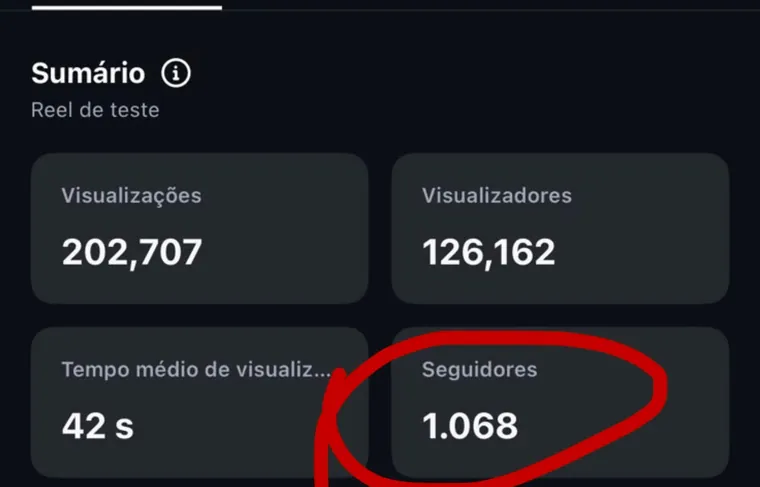 Sumário
Reel de teste
Visualizações
202,707
Visualizadores
126,162
Tempo médio de visualiz...
42 s
Seguidores
1.068